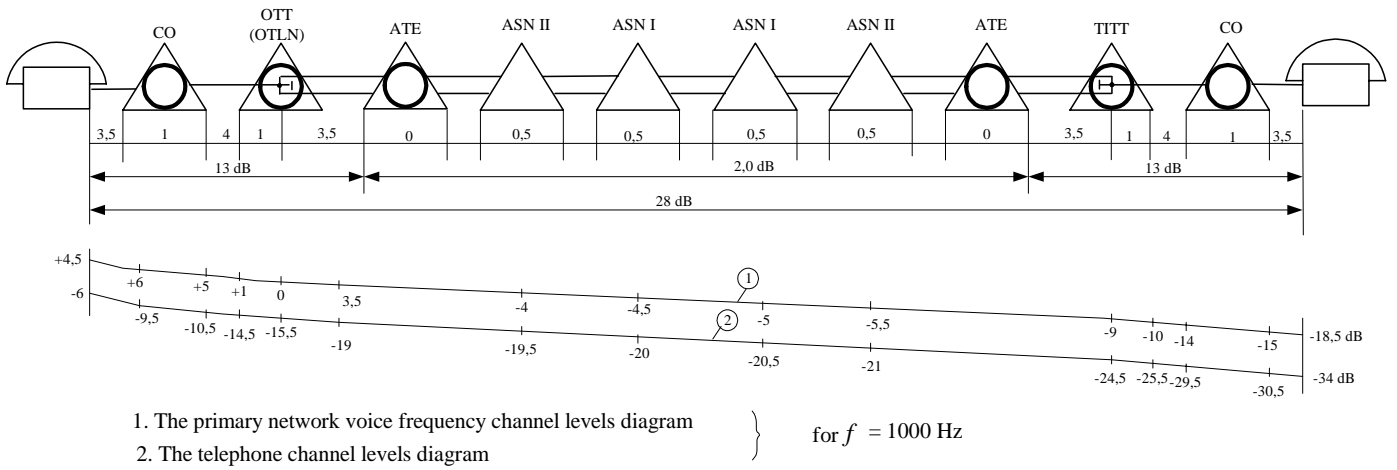 CO
OTT
(OTLN)
ATE
ASN II
ASN I
ASN I
ASN II
ATE
TITT
CO
3,5 1 4 1 3,5 0 0,5 0,5 0,5 0,5 0 3,5 1 4 1 3,5
13 dB 2,0 dB 13 dB
28 dB
+4,5 +6 +5 +1 0 3,5 -4 -4,5 -5 -5,5 -9 -10 -14 -15 -18,5 dB
1
-6 -9,5 -10,5 -14,5 -15,5 -19 -19,5 -20 -20,5 -21 -24,5 -25,5 -29,5 -30,5 -34 dB
2
1. The primary network voice frequency channel levels diagram
2. The telephone channel levels diagram
} for f = 1000 Hz